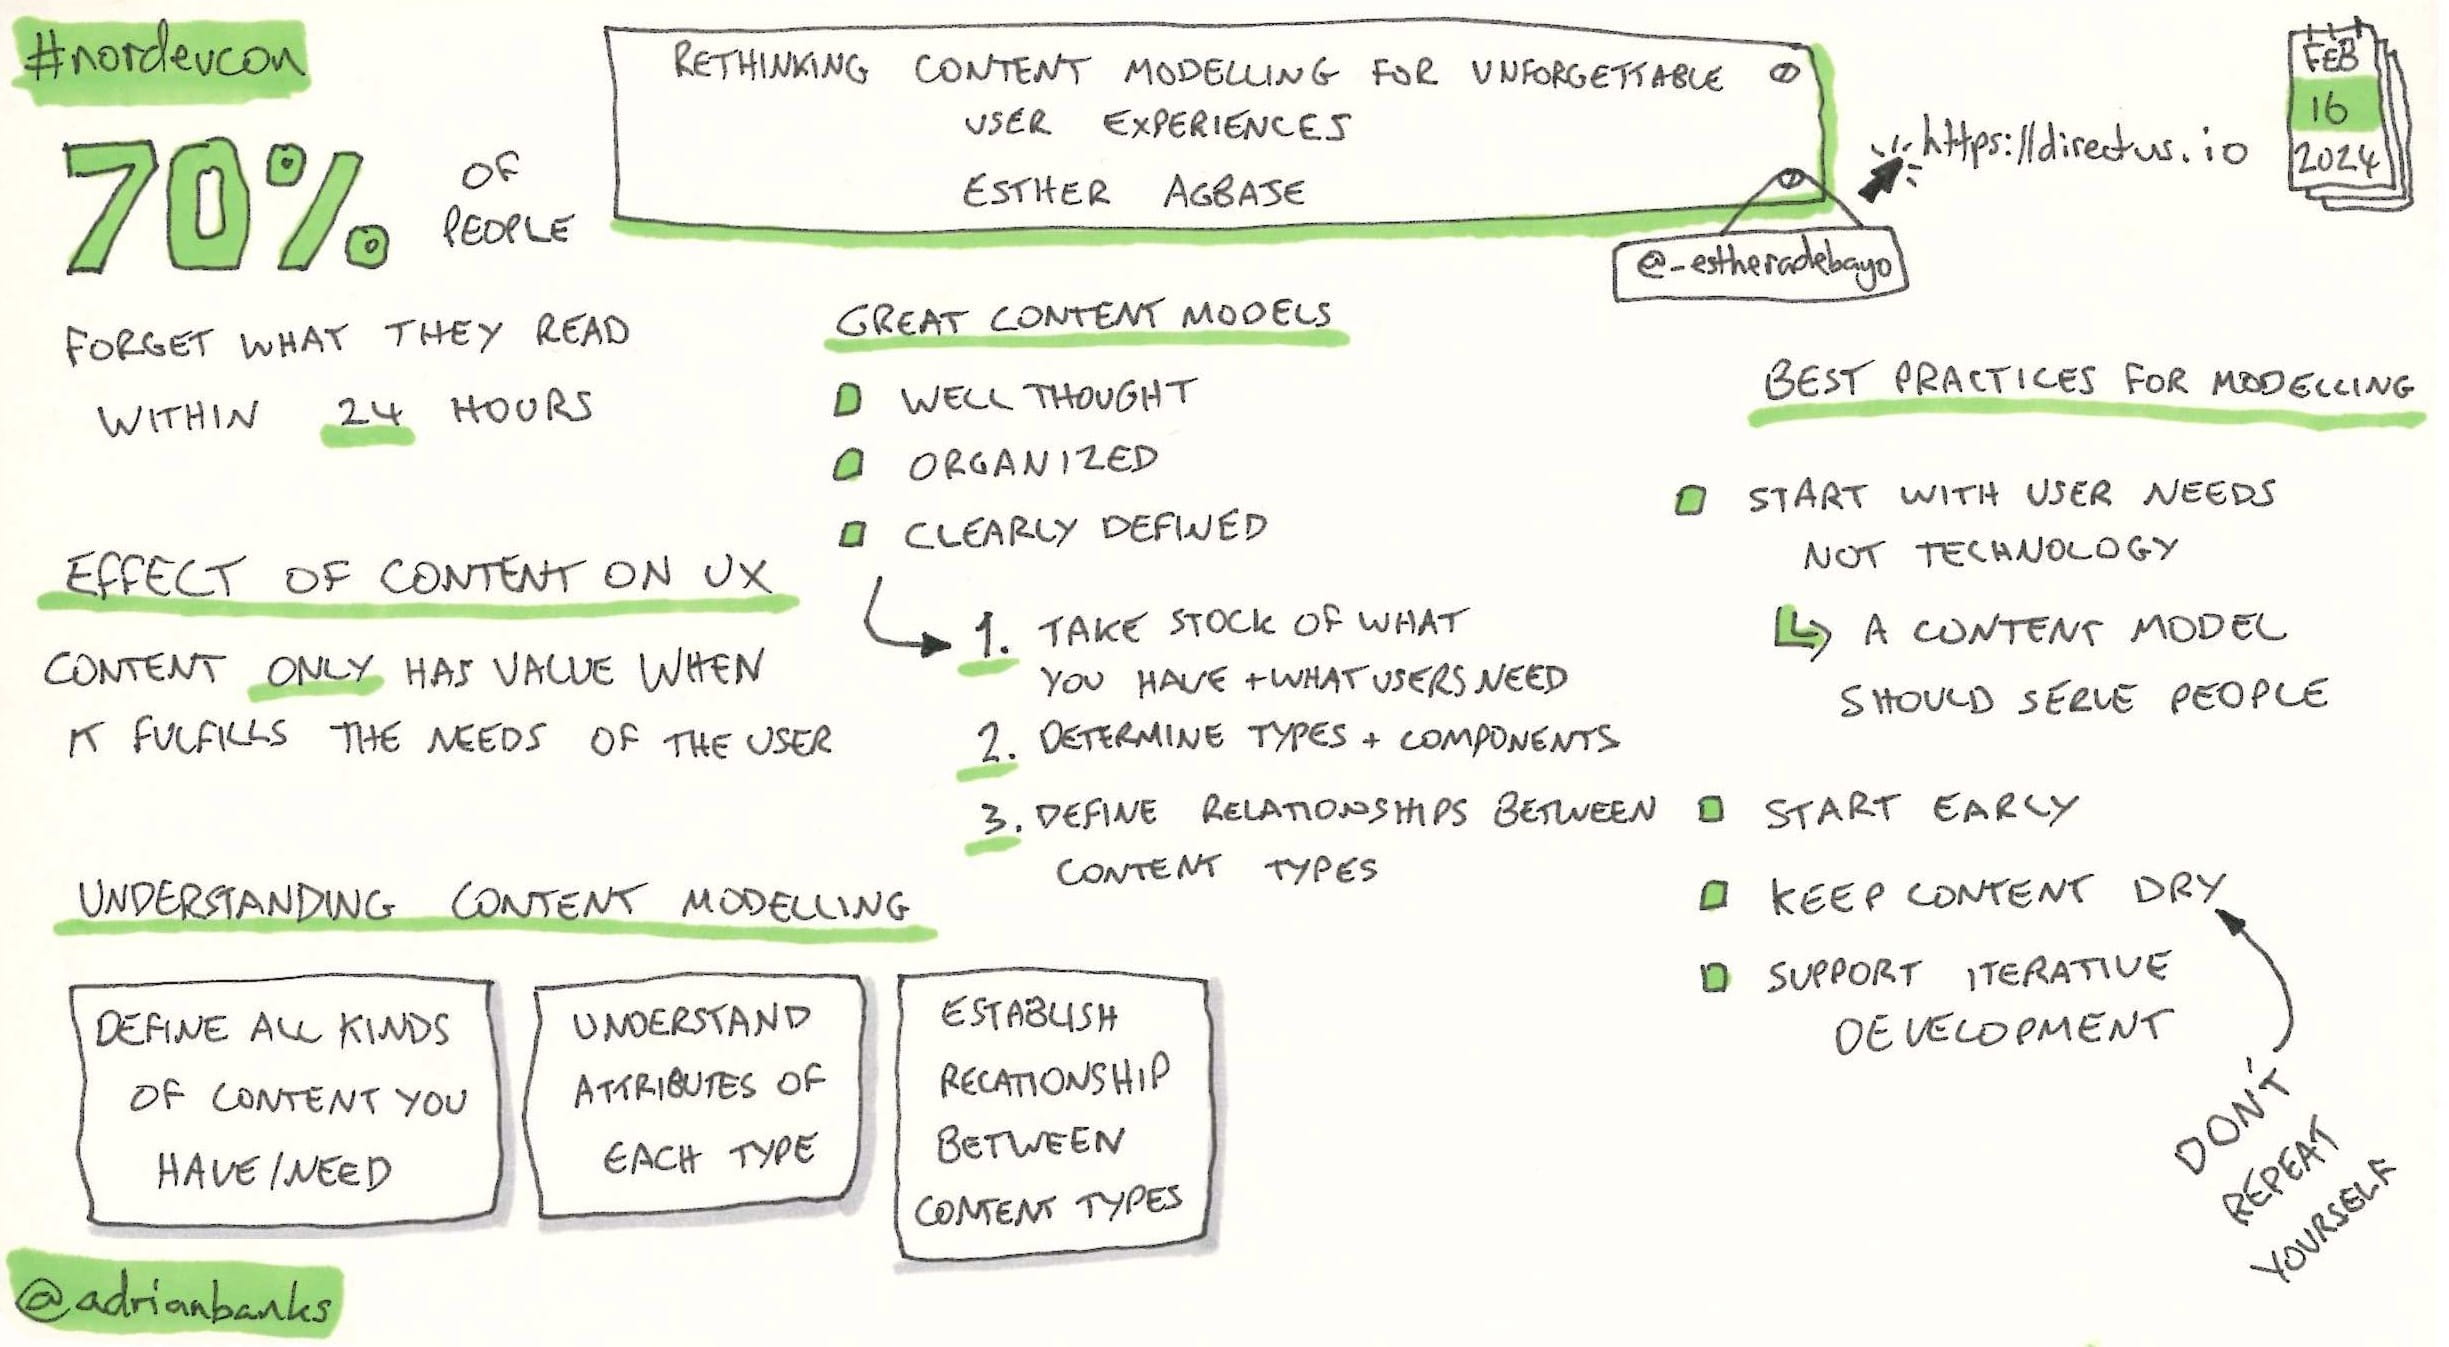 #nordevcon
RETHINKING CONTENT MODELLING FOR UNFORGETTABLE
USER EXPERIENCES
ESTHER AGBAJE
@_estheradebayo
https://directus.io
FEB
16
2024
70% OF
PEOPLE
FORGET WHAT THEY READ
WITHIN 24 HOURS
EFFECT OF CONTENT ON UX
CONTENT ONLY HAS VALUE WHEN
IT FULFILLS THE NEEDS OF THE USER
UNDERSTANDING CONTENT MODELLING
DEFINE ALL KINDS
OF CONTENT YOU
HAVE/NEED
UNDERSTAND
ATTRIBUTES OF
EACH TYPE
ESTABLISH
RELATIONSHIP
BETWEEN
CONTENT TYPES
GREAT CONTENT MODELS
WELL THOUGHT
ORGANIZED
CLEARLY DEFINED
1. TAKE STOCK OF WHAT
YOU HAVE + WHAT USERS NEED
2. DETERMINE TYPES + COMPONENTS
3. DEFINE RELATIONSHIPS BETWEEN
CONTENT TYPES
BEST PRACTICES FOR MODELLING
START WITH USER NEEDS
NOT TECHNOLOGY
A CONTENT MODEL
SHOULD SERVE PEOPLE
START EARLY
KEEP CONTENT DRY
SUPPORT ITERATIVE
DEVELOPMENT
DON'T
REPEAT
YOURSELF
@adrianbanks